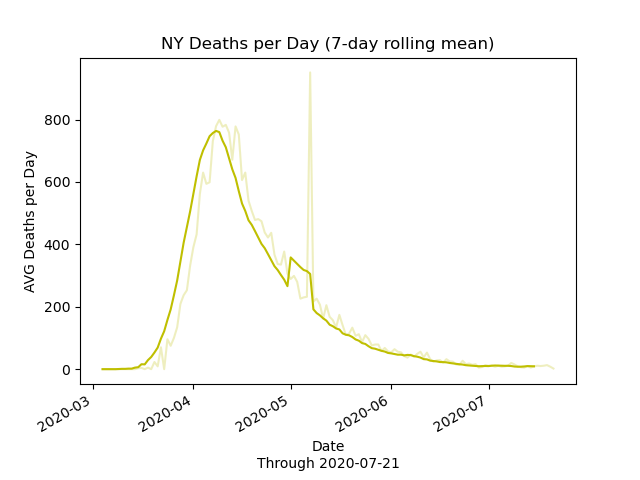 NY Deaths per Day (7-day rolling mean)
AVG Deaths per Day
800
600
400
200
0
2020-03
2020-04
2020-05
2020-06
2020-07
Date
Through 2020-07-21